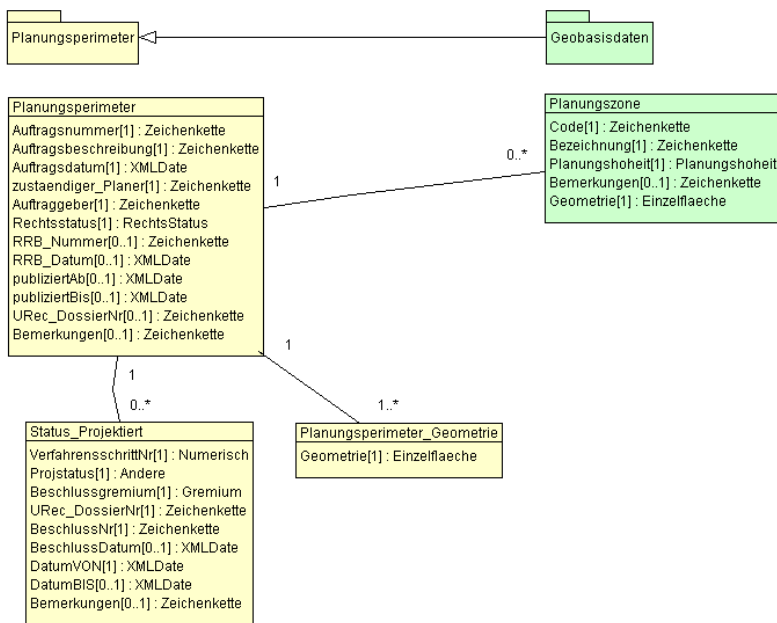 Planungsperimeter
Geobasisdaten
Planungsperimeter
Auftragsnummer[1] : Zeichenkette
Auftragsbeschreibung[1] : Zeichenkette
Auftragsdatum[1] : XMLDate
zustaendiger_Planer[1] : Zeichenkette
Auftraggeber[1] : Zeichenkette
Rechtsstatus[1] : RechtsStatus
RRB_Nummer[0..1] : Zeichenkette
RRB_Datum[0..1] : XMLDate
publiziertAb[0..1] : XMLDate
publiziertBis[0..1] : XMLDate
URec_DossierNr[0..1] : Zeichenkette
Bemerkungen[0..1] : Zeichenkette
1
0..*
Planungszone
Code[1] : Zeichenkette
Bezeichnung[1] : Zeichenkette
Planungshoheit[1] : Planungshoheit
Bemerkungen[0..1] : Zeichenkette
Geometrie[1] : Einzelflaeche
1
0..*
1
1..*
Status_Projektiert
VerfahrensschrittNr[1] : Numerisch
Projstatus[1] : Andere
Beschlussgremium[1] : Gremium
URec_DossierNr[1] : Zeichenkette
BeschlussNr[1] : Zeichenkette
BeschlussDatum[0..1] : XMLDate
DatumVON[1] : XMLDate
DatumBIS[0..1] : XMLDate
Bemerkungen[0..1] : Zeichenkette
Planungsperimeter_Geometrie
Geometrie[1] : Einzelflaeche